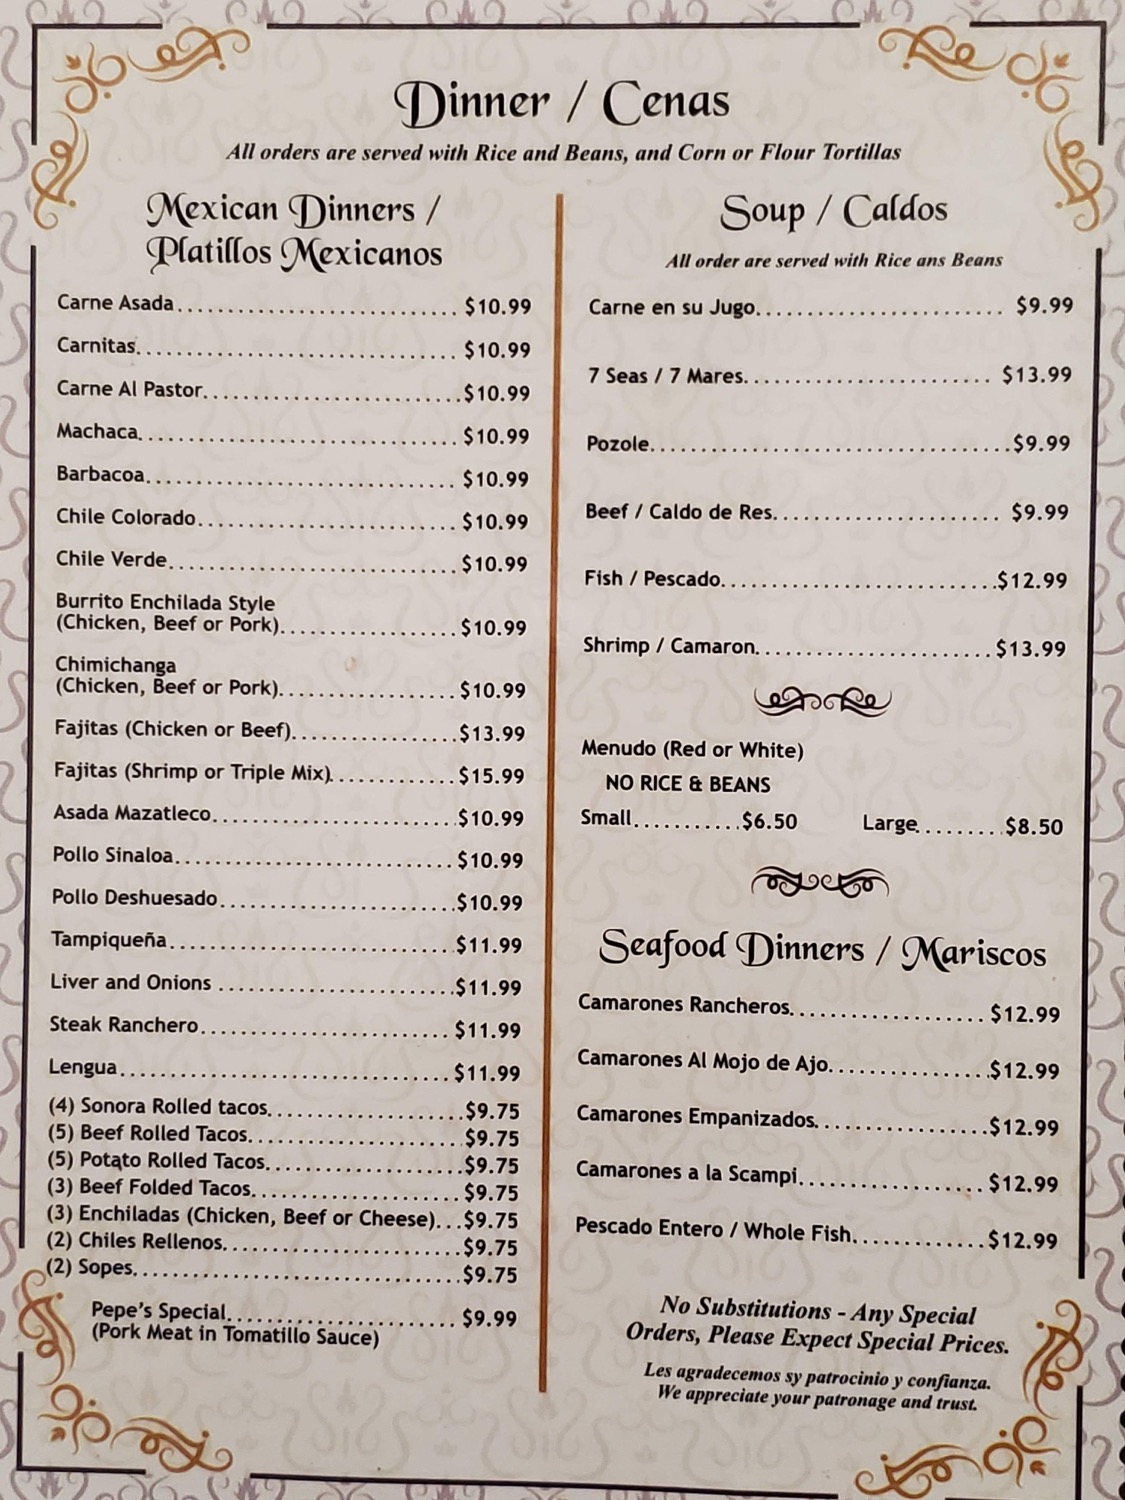 Dinner / Cenas
All orders are served with Rice and Beans, and Corn or Flour Tortillas
Mexican Dinners /
Platillos Mexicanos
Carne Asada............................ $10.99
Carnitas................................ $10.99
Carne Al Pastor..........................$10.99
Machaca................................ $10.99
Barbacoa............................... $10.99
Chile Colorado.......................... $10.99
Chile Verde............................. $10.99
Burrito Enchilada Style
(Chicken, Beef or Pork)..................$10.99
Chimichanga
(Chicken, Beef or Pork)..................$10.99
Fajitas (Chicken or Beef)................$13.99
Fajitas (Shrimp or Triple Mix)............$15.99
Asada Mazatleco........................$10.99
Pollo Sinaloa............................$10.99
Pollo Deshuesado.......................$10.99
Tampiqueña............................ $11.99
Liver and Onions .......................$11.99
Steak Ranchero......................... $11.99
Lengua................................. $11.99
(4) Sonora Rolled tacos...................$9.75
(5) Beef Rolled Tacos.....................$9.75
(5) Potato Rolled Tacos...................$9.75
(3) Beef Folded Tacos.....................$9.75
(3) Enchiladas (Chicken, Beef or Cheese)...$9.75
(2) Chiles Rellenos.......................$9.75
(2) Sopes................................$9.75
Pepe's Special...................... $9.99
(Pork Meat in Tomatillo Sauce)
Soup / Caldos
All order are served with Rice ans Beans
Carne en su Jugo......................... $9.99
7 Seas / 7 Mares......................... $13.99
Pozole....................................$9.99
Beef / Caldo de Res....................... $9.99
Fish / Pescado............................$12.99
Shrimp / Camaron........................ $13.99
Menudo (Red or White)
NO RICE & BEANS
Small...........$6.50 Large.........$8.50
Seafood Dinners / Mariscos
Camarones Rancheros................... $12.99
Camarones Al Mojo de Ajo................$12.99
Camarones Empanizados.................$12.99
Camarones a la Scampi................... $12.99
Pescado Entero / Whole Fish.............$12.99
No Substitutions - Any Special
Orders, Please Expect Special Prices.
Les agradecemos sy patrocinio y confianza.
We appreciate your patronage and trust.